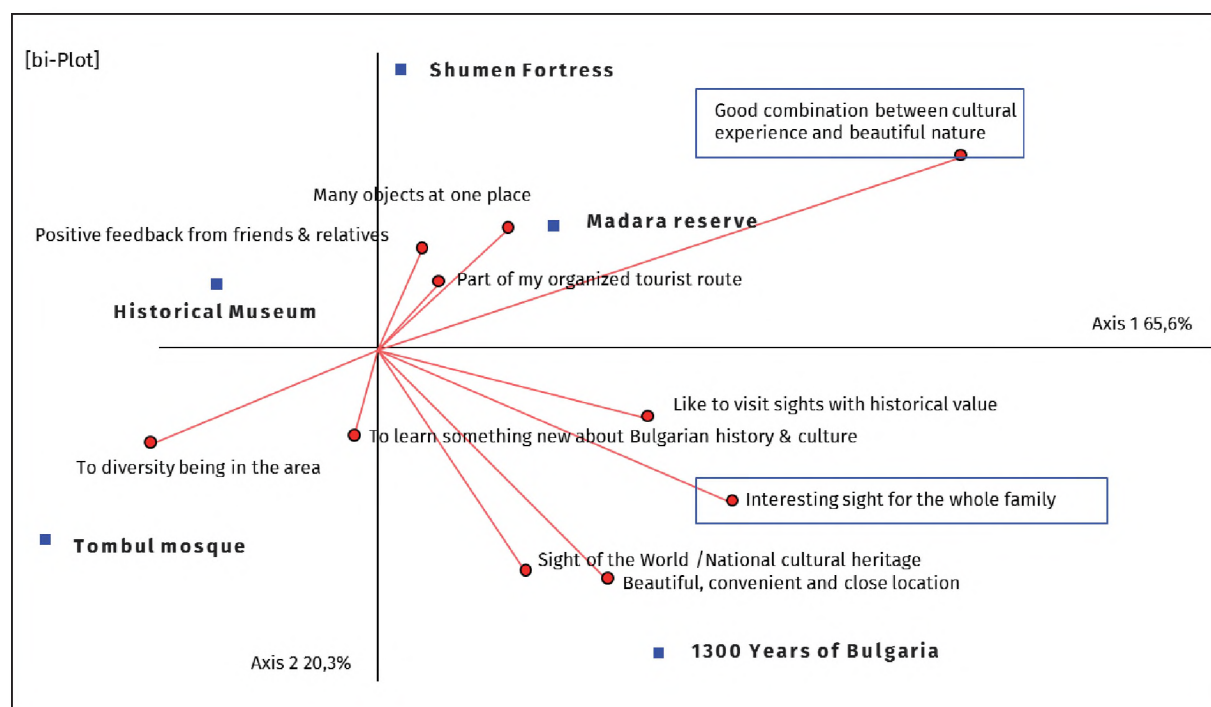 [bi-Plot]
Shumen Fortress
Good combination between cultural
experience and beautiful nature
Many objects at one place
Madara reserve
Positive feedback from friends & relatives
Part of my organized tourist route
Historical Museum
Axis 1 65,6%
Like to visit sights with historical value
To learn something new about Bulgarian history & culture
To diversity being in the area
Interesting sight for the whole family
Tombul mosque
Sight of the World /National cultural heritage
Beautiful, convenient and close location
1300 Years of Bulgaria
Axis 2 20,3%